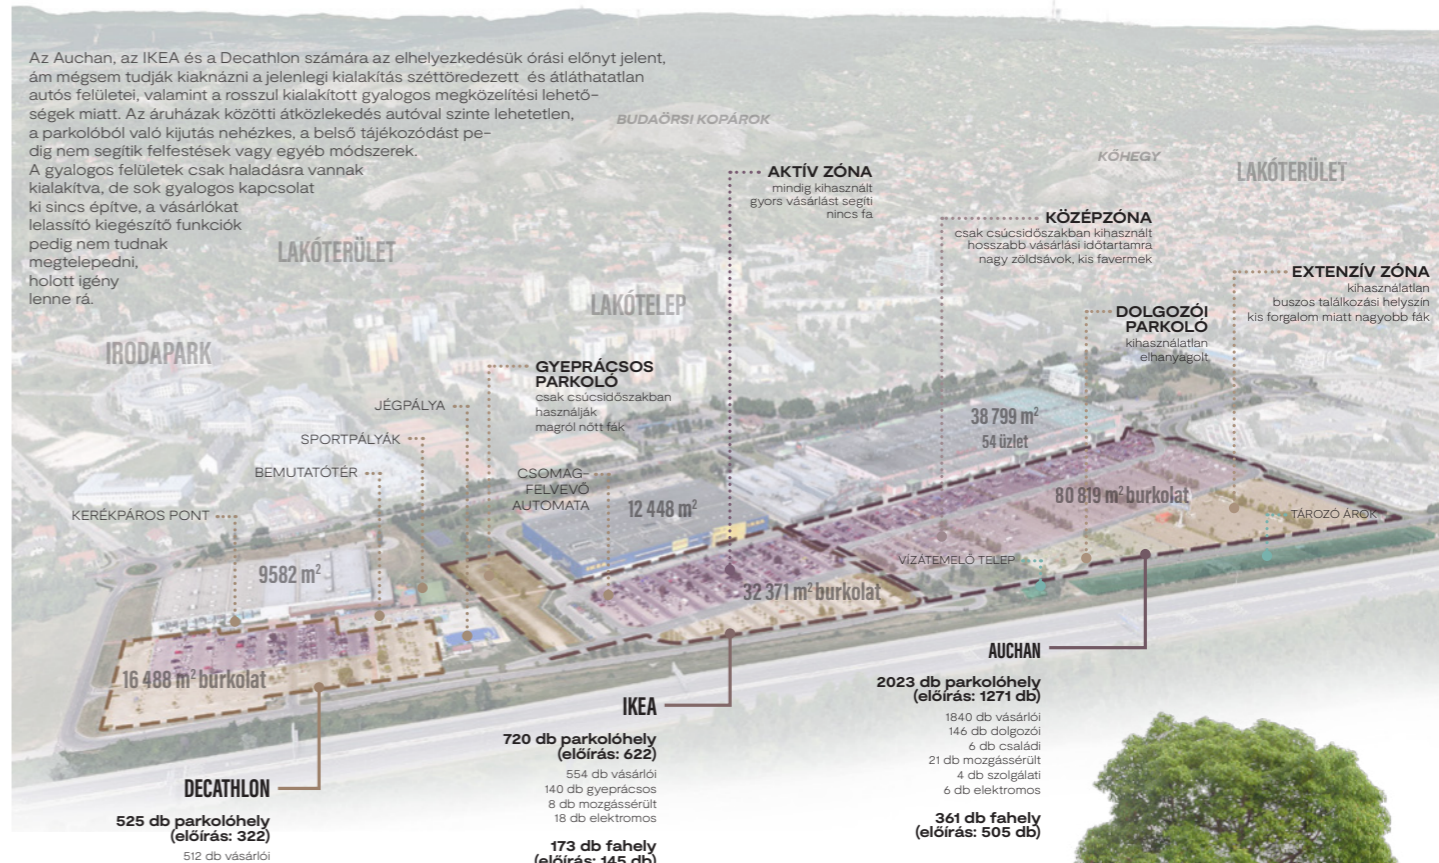 Az Auchan, az IKEA és a Decathlon számára az elhelyezkedésük órási előnyt jelent,
ám mégsem tudják kiaknázni a jelenlegi kialakítás széttöredezett és átláthatatlan
autós felületei, valamint a rosszul kialakított gyalogos megközelítési lehető-
ségek miatt. Az áruházak közötti átközlekedés autóval szinte lehetetlen,
a parkolóból való kijutás nehézkes, a belső tájékozódást pe-
dig nem segítik felfestések vagy egyéb módszerek.
A gyalogos felületek csak haladásra vannak
kialakítva, de sok gyalogos kapcsolat
ki sincs építve, a vásárlókat
lelassító kiegészítő funkciók
pedig nem tudnak
megtelepedni,
holott igény
lenne rá.
BUDAÖRSI KOPÁROK
KŐHEGY
LAKÓTERÜLET
LAKÓTERÜLET
LAKÓTELEP
IRODAPARK
AKTÍV ZÓNA
mindig kihasznált
gyors vásárlást segíti
nincs fa
KÖZÉPZÓNA
csak csúcsidőszakban kihasznált
hosszabb vásárlási időtartamra
nagy zöldsávok, kis favermek
EXTENZÍV ZÓNA
kihasználatlan
buszos találkozási helyszín
kis forgalom miatt nagyobb fák
DOLGOZÓI
PARKOLÓ
kihasználatlan
elhanyagolt
GYEPRÁCSOS
PARKOLÓ
csak csúcsidőszakban
használják
magról nőtt fák
JÉGPÁLYA
SPORTPÁLYÁK
BEMUTATÓTÉR
KERÉKPÁROS PONT
CSOMAG-
FELVEVŐ
AUTOMATA
38 799 m²
54 üzlet
12 448 m²
80 819 m² burkolat
TÁROZÓ ÁROK
VÍZÁTEMELŐ TELEP
9582 m²
32 371 m² burkolat
16 488 m² burkolat
DECATHLON
525 db parkolóhely
(előírás: 322)
512 db vásárlói
IKEA
720 db parkolóhely
(előírás: 622)
554 db vásárlói
140 db gyeprácsos
8 db mozgássérült
18 db elektromos
173 db fahely
(előírás: 145 db)
AUCHAN
2023 db parkolóhely
(előírás: 1271 db)
1840 db vásárlói
146 db dolgozói
6 db családi
21 db mozgássérült
4 db szolgálati
6 db elektromos
361 db fahely
(előírás: 505 db)